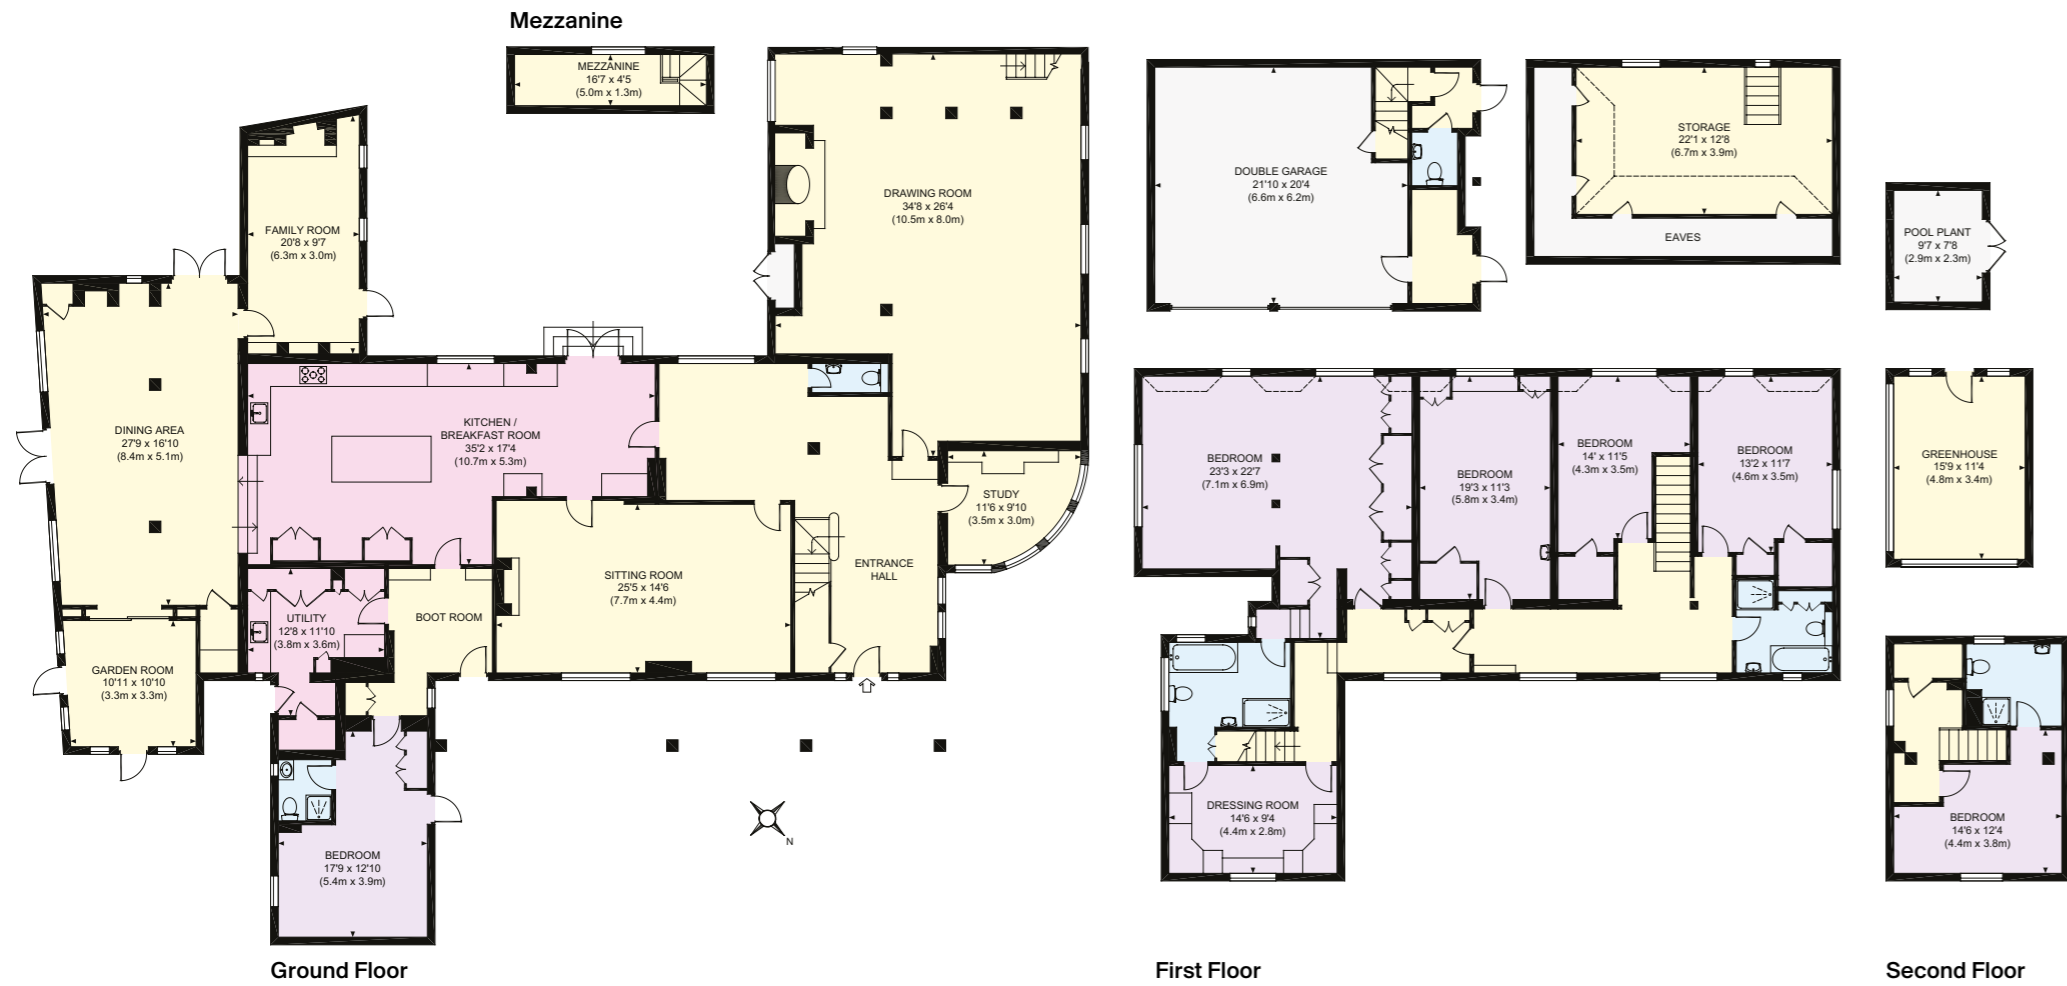 Mezzanine
MEZZANINE
16'7 x 4'5
(5.0m x 1.3m)
FAMILY ROOM
20'8 x 9'7
(6.3m x 3.0m)
DRAWING ROOM
34'8 x 26'4
(10.5m x 8.0m)
DINING AREA
27'9 x 16'10
(8.4m x 5.1m)
KITCHEN /
BREAKFAST ROOM
35'2 x 17'4
(10.7m x 5.3m)
STUDY
11'6 x 9'10
(3.5m x 3.0m)
SITTING ROOM
25'5 x 14'6
(7.7m x 4.4m)
ENTRANCE
HALL
UTILITY
12'8 x 11'10
(3.8m x 3.6m)
BOOT ROOM
GARDEN ROOM
10'11 x 10'10
(3.3m x 3.3m)
BEDROOM
17'9 x 12'10
(5.4m x 3.9m)
N
Ground Floor
DOUBLE GARAGE
21'10 x 20'4
(6.6m x 6.2m)
STORAGE
22'1 x 12'8
(6.7m x 3.9m)
EAVES
POOL PLANT
9'7 x 7'8
(2.9m x 2.3m)
BEDROOM
23'3 x 22'7
(7.1m x 6.9m)
BEDROOM
19'3 x 11'3
(5.8m x 3.4m)
BEDROOM
14' x 11'5
(4.3m x 3.5m)
BEDROOM
13'2 x 11'7
(4.6m x 3.5m)
GREENHOUSE
15'9 x 11'4
(4.8m x 3.4m)
DRESSING ROOM
14'6 x 9'4
(4.4m x 2.8m)
First Floor
BEDROOM
14'6 x 12'4
(4.4m x 3.8m)
Second Floor